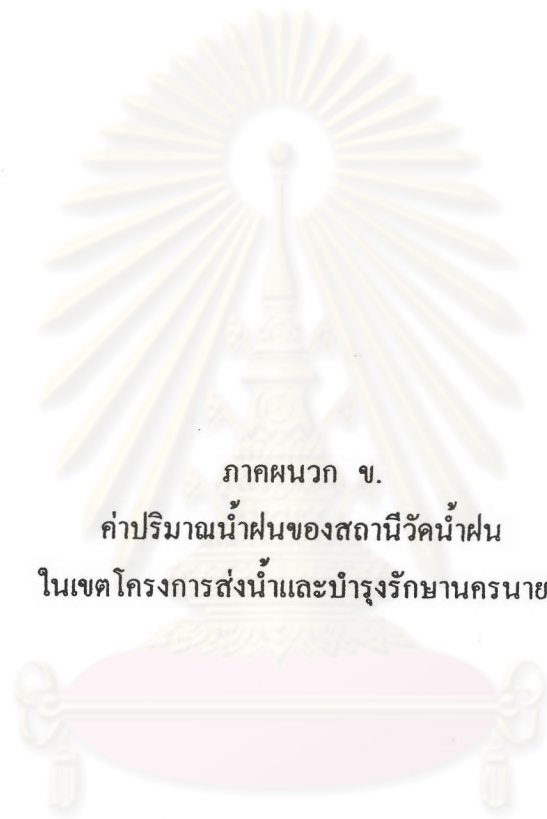 ภาคผนวก ข.
ค่าปริมาณน้ำฝนของสถานีวัดน้ำฝน
ในเขตโครงการส่งน้ำและบำรุงรักษานครนาย